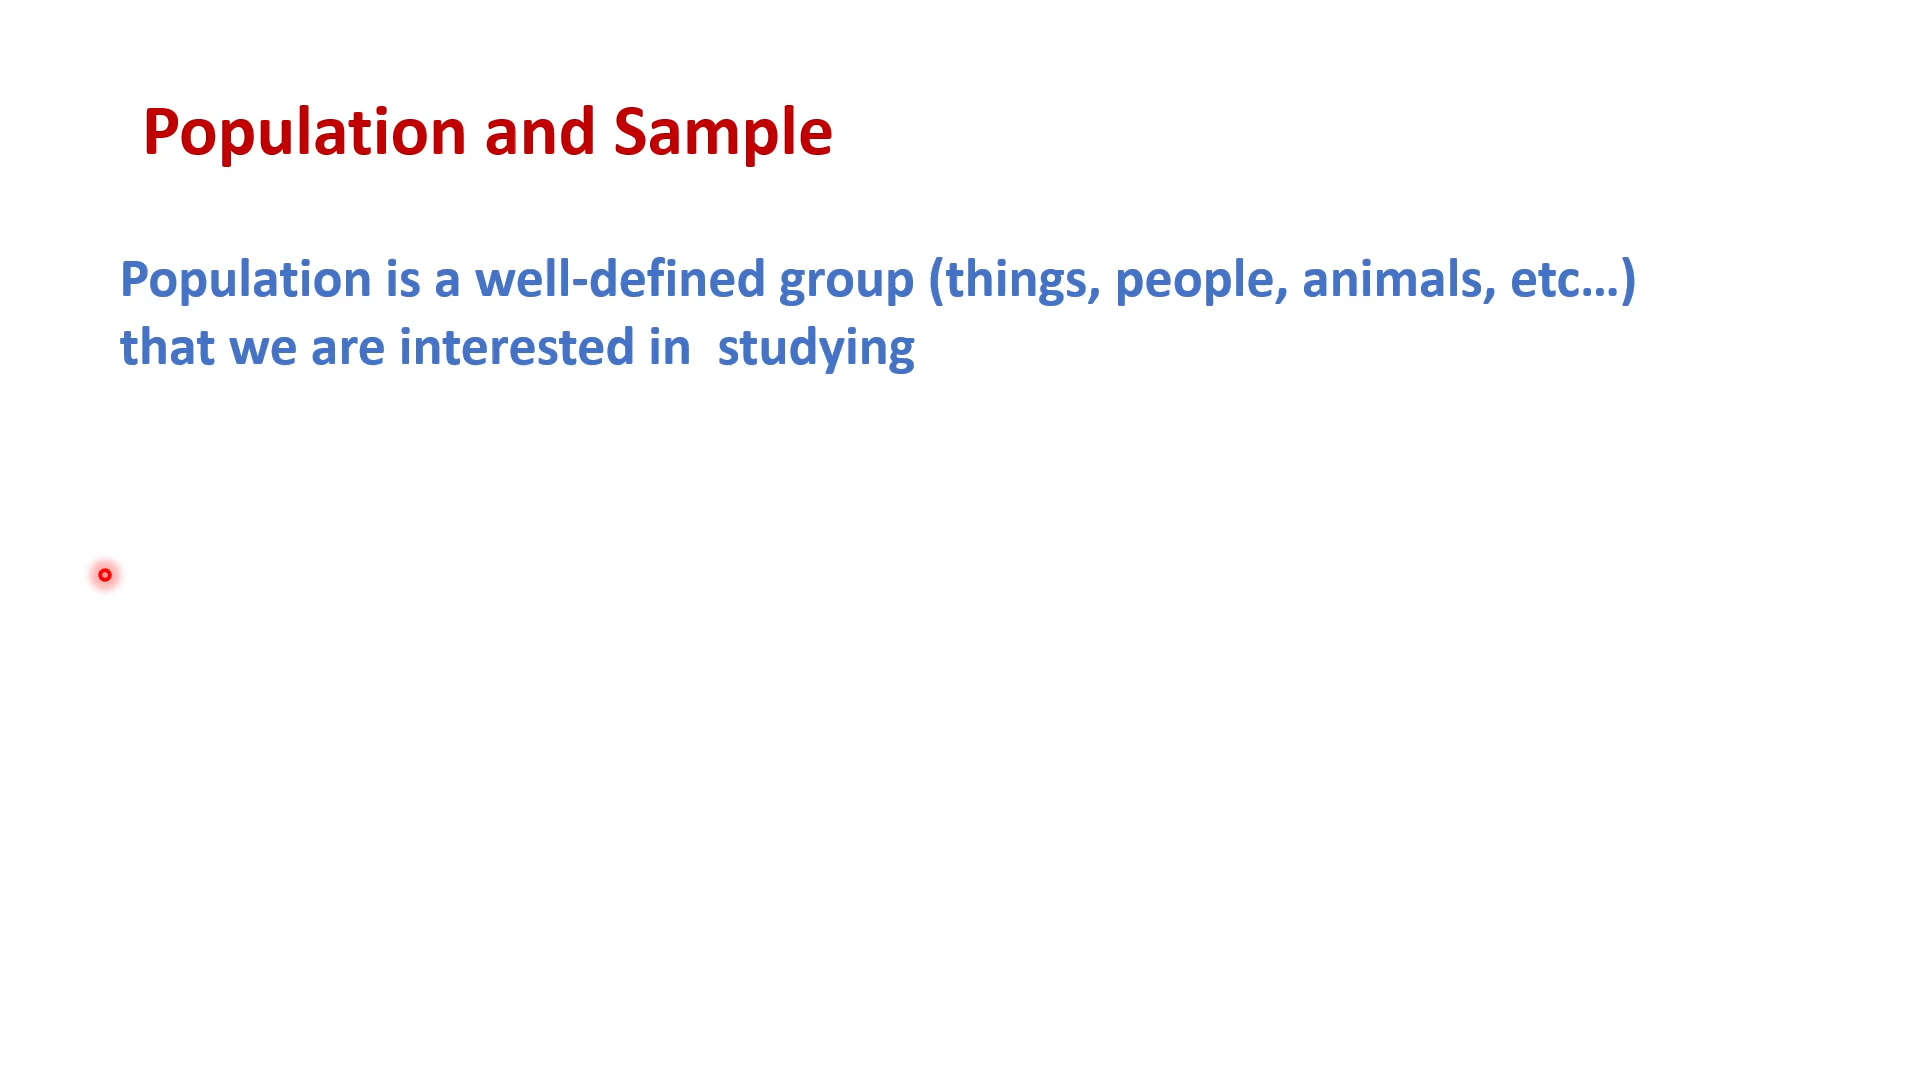 Population and Sample
Population is a well-defined group (things, people, animals, etc…)
that we are interested in  studying